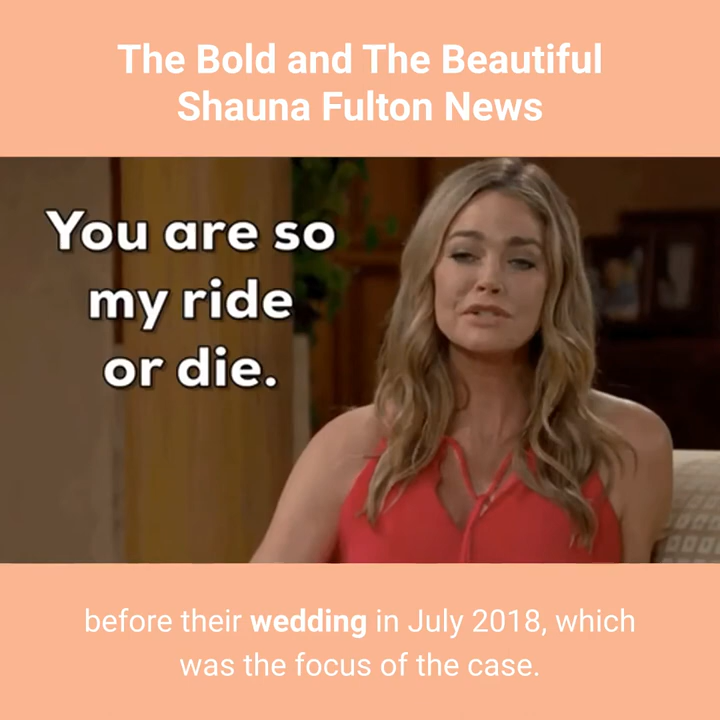 The Bold and The Beautiful
Shauna Fulton News
You are so
my ride
or die.
before their wedding in July 2018, which
was the focus of the case.